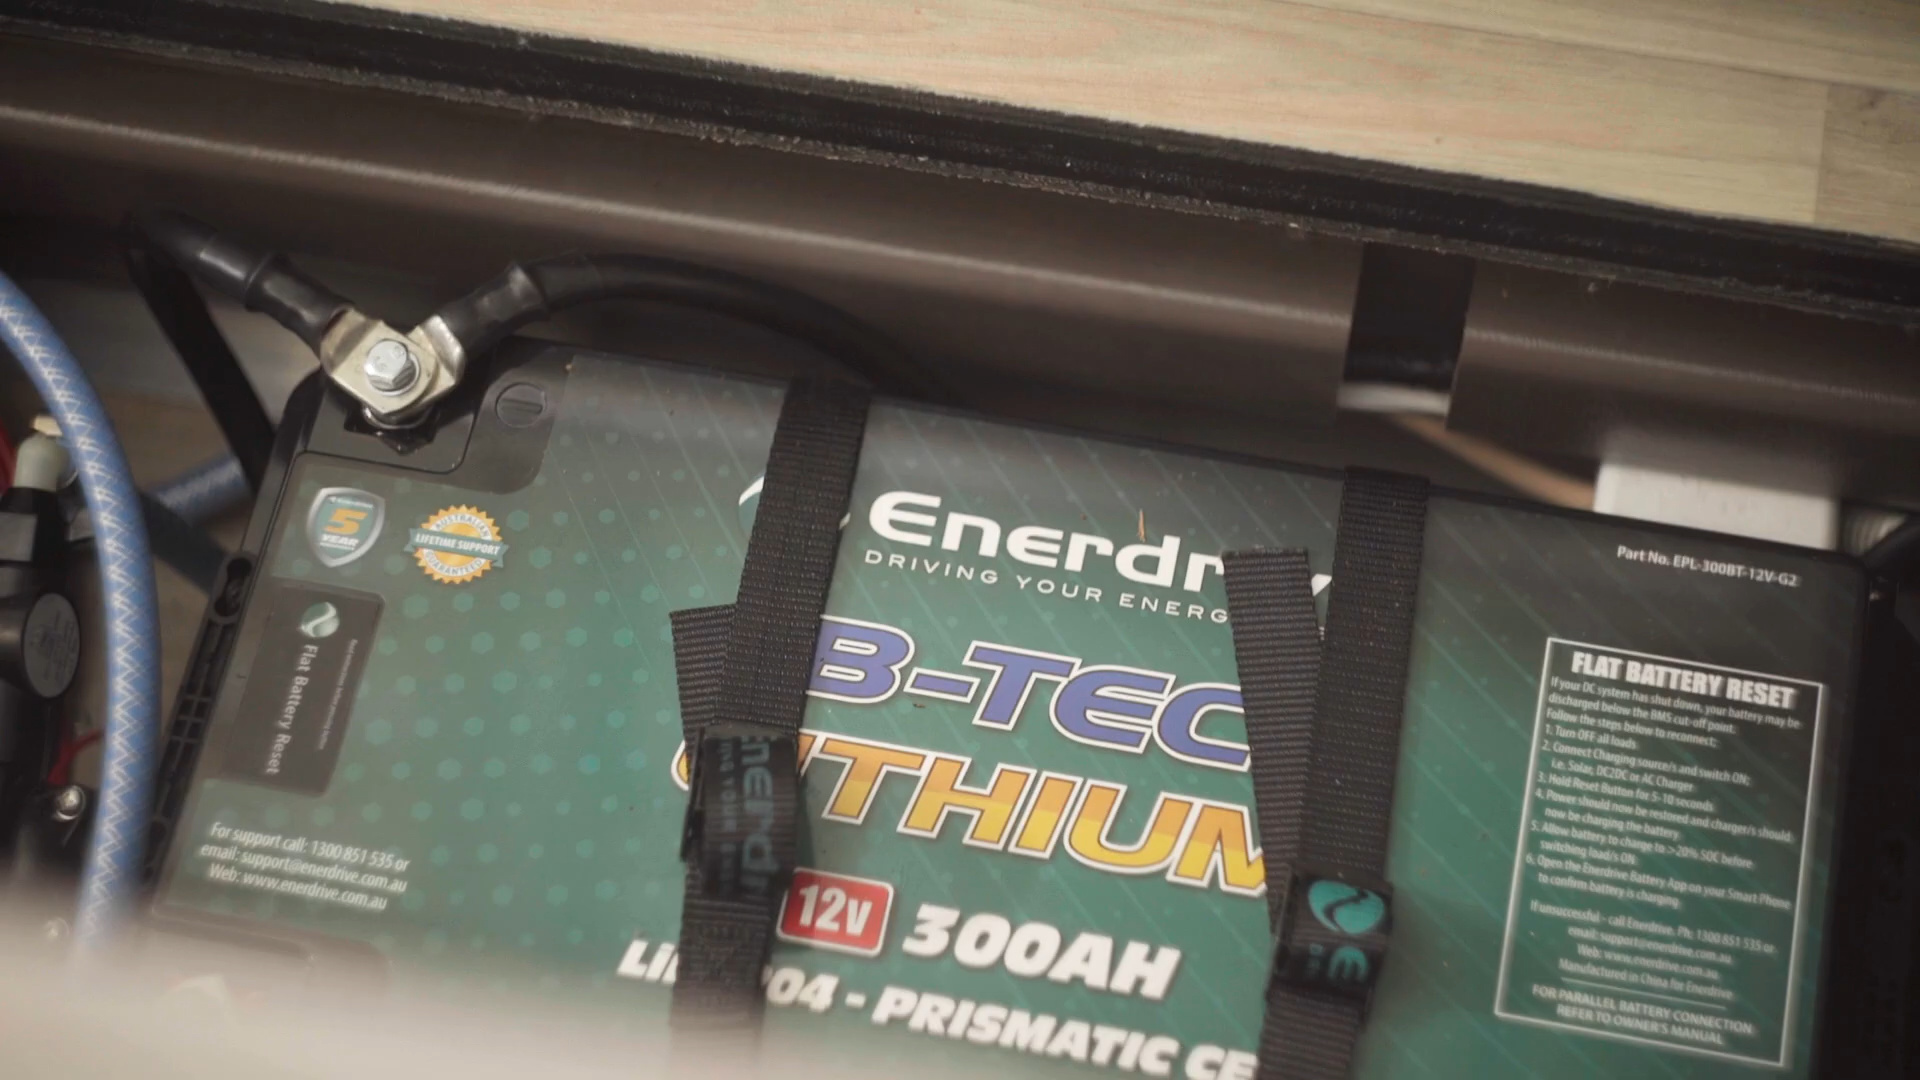 5
YEAR
AUSTRALIAN
LIFETIME SUPPORT
GUARANTEED
Flat Battery Reset
For support call: 1300 851 535 or
email: support@enerdrive.com.au
Web: www.enerdrive.com.au
Enerdr
DRIVING YOUR ENERG
B-TEC
LITHIUM
12v 300AH
Li PO4 - PRISMATIC CE
Enerdr
Part No. EPL-300BT-12V-G2
FLAT BATTERY RESET
If your DC system has shut down, your battery may be
discharged below the BMS cut-off point.
Follow the steps below to reconnect;
1. Turn OFF all loads
2. Connect Charging source/s and switch ON;
i.e. Solar, DC2DC or AC Charger
3. Hold Reset Button for 5-10 seconds
4. Power should now be restored and charger/s should
now be charging the battery
5. Allow battery to charge to >20% SOC before
switching load/s ON
6. Open the Enerdrive Battery App on your Smart Phone
to confirm battery is charging
If unsuccessful - call Enerdrive. Ph: 1300 851 535 or
email: support@enerdrive.com.au
Web: www.enerdrive.com.au
Manufactured in China for Enerdrive
FOR PARALLEL BATTERY CONNECTION
REFER TO OWNER'S MANUAL